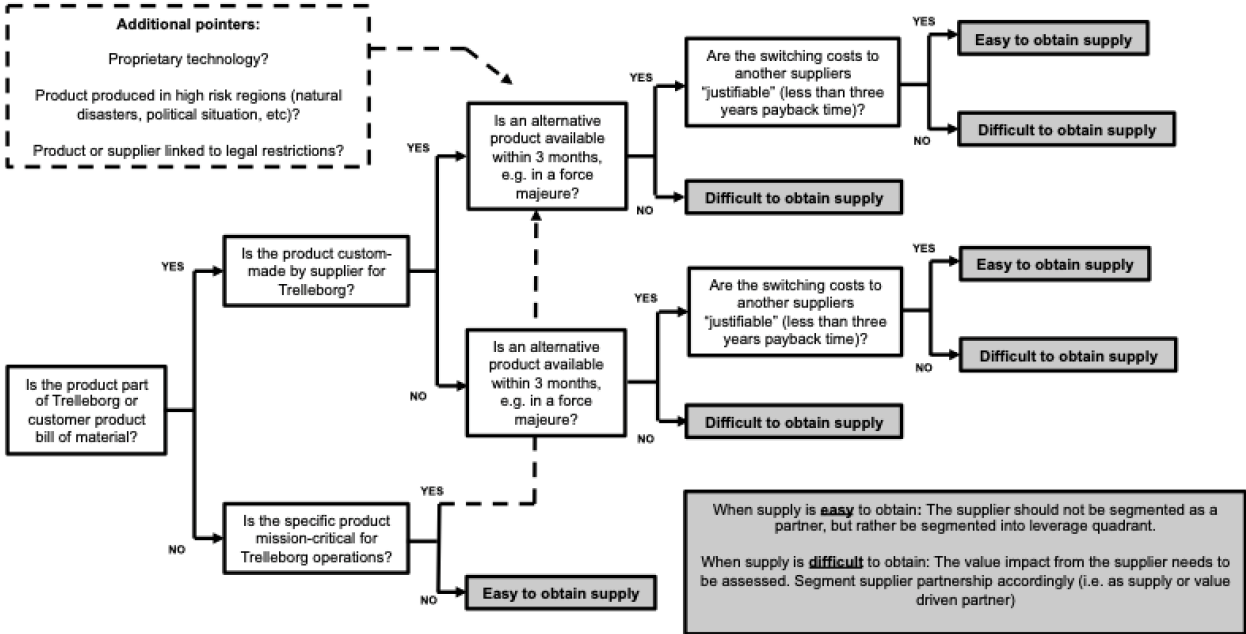 Additional pointers:
Proprietary technology?
Product produced in high risk regions (natural
disasters, political situation, etc)?
Product or supplier linked to legal restrictions?
Is the product part
of Trelleborg or
customer product
bill of material?
YES
NO
Is the product custom-
made by supplier for
Trelleborg?
YES
NO
Is the specific product
mission-critical for
Trelleborg operations?
YES
NO
Easy to obtain supply
Is an alternative
product available
within 3 months,
e.g. in a force
majeure?
YES
NO
Are the switching costs to
another suppliers
“justifiable” (less than three
years payback time)?
YES
Easy to obtain supply
NO
Difficult to obtain supply
Difficult to obtain supply
Is an alternative
product available
within 3 months,
e.g. in a force
majeure?
YES
NO
Are the switching costs to
another suppliers
“justifiable” (less than three
years payback time)?
YES
Easy to obtain supply
NO
Difficult to obtain supply
Difficult to obtain supply
When supply is easy to obtain: The supplier should not be segmented as a
partner, but rather be segmented into leverage quadrant.
When supply is difficult to obtain: The value impact from the supplier needs to
be assessed. Segment supplier partnership accordingly (i.e. as supply or value
driven partner)